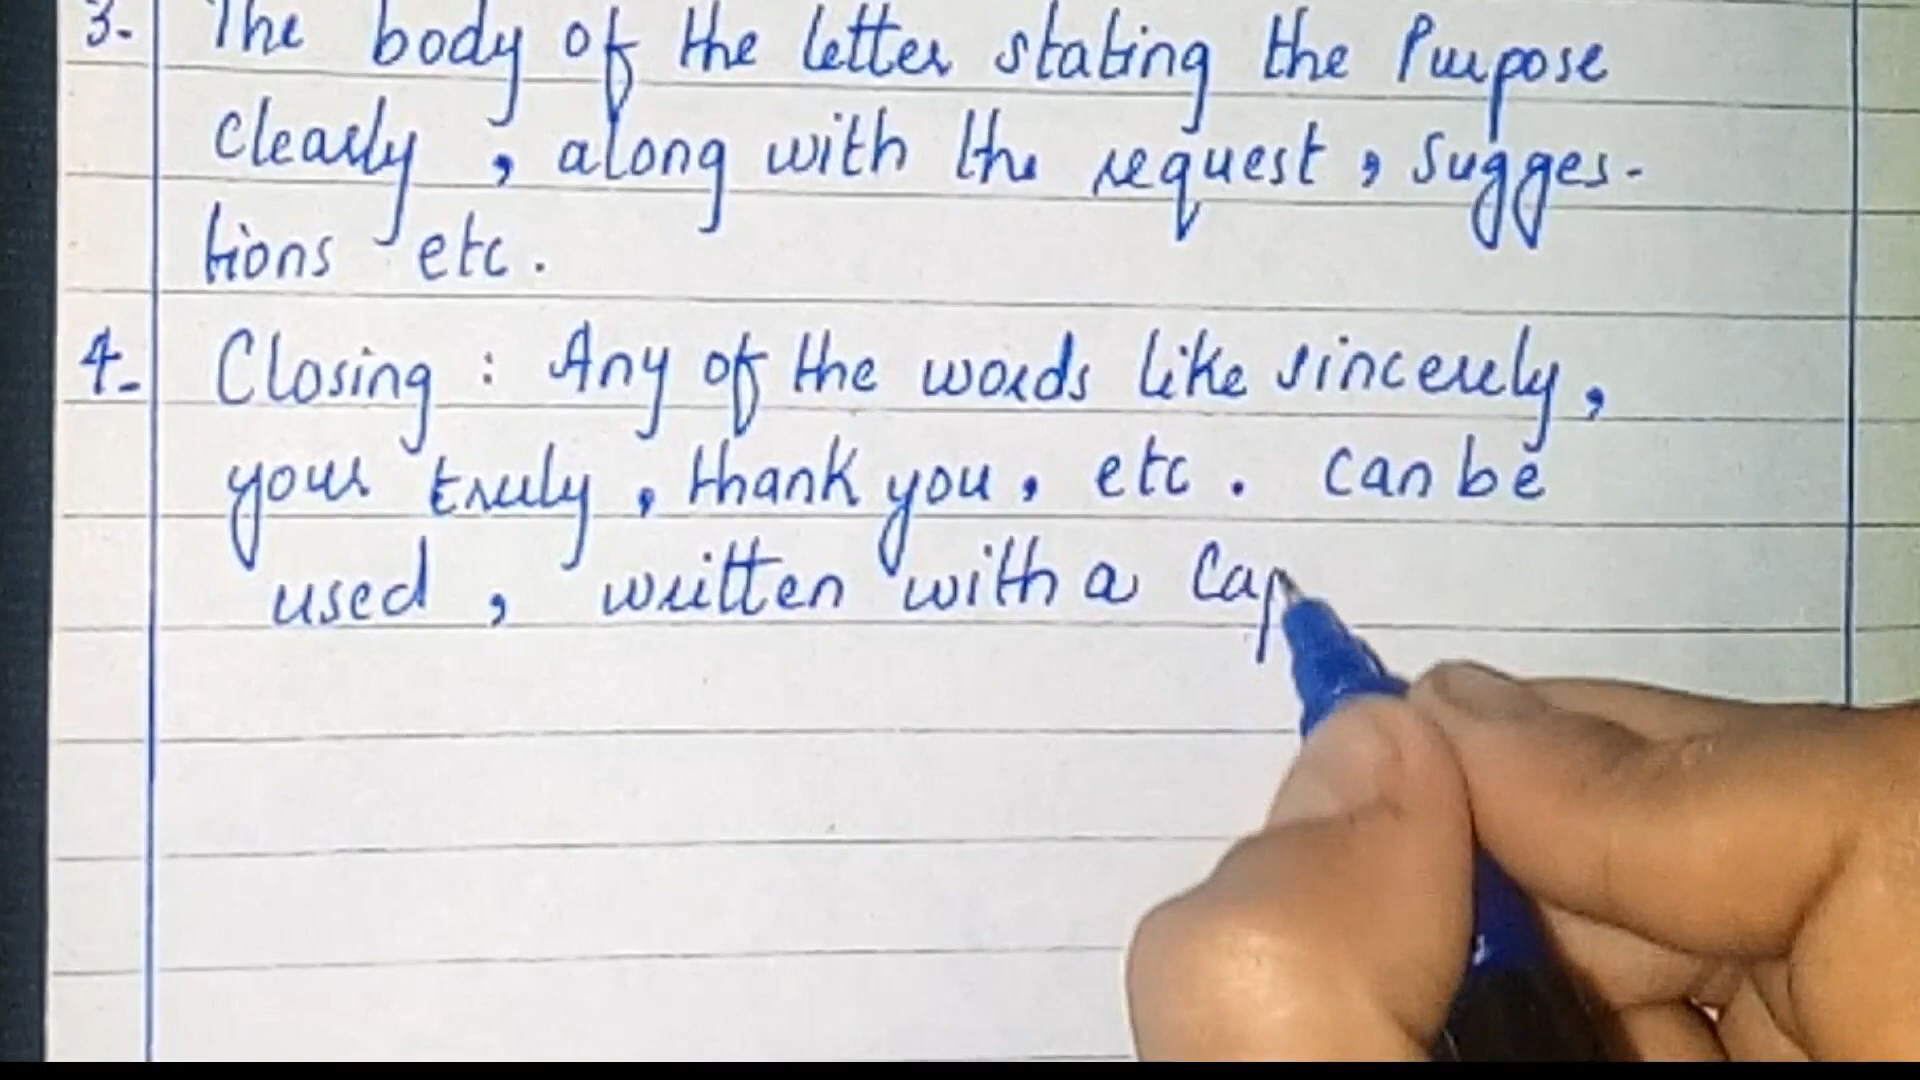 3. The body of the letter stating the Purpose
Clearly, along with the request, sugges-
tions etc.
4. Closing : Any of the words like sincerely,
your truly, thank you, etc. can be
used, written with a Cap